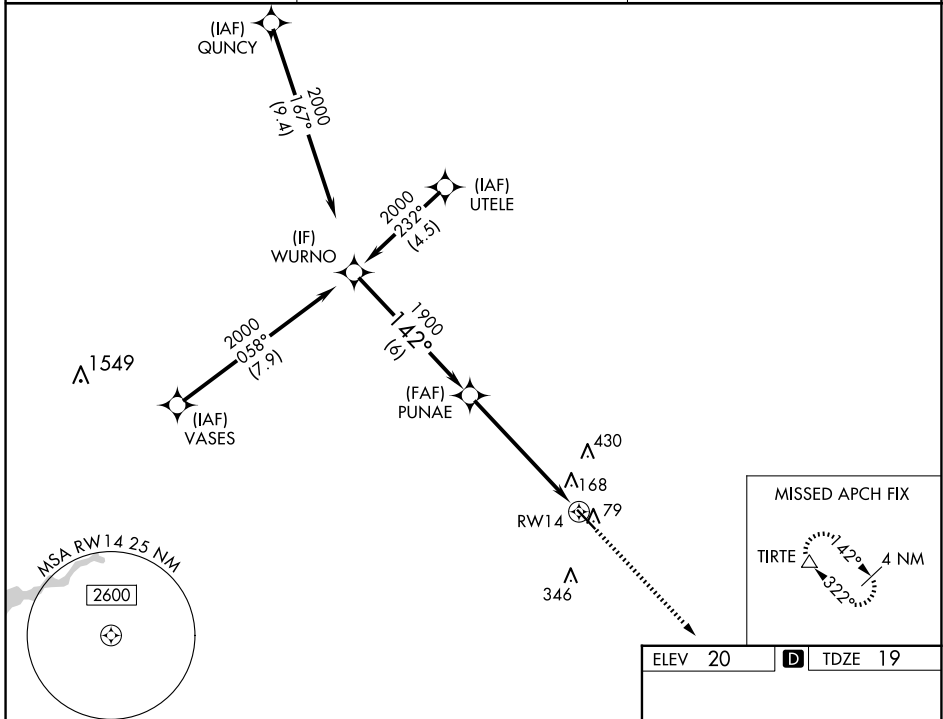 (IAF)
QUNCY
2000
167°
(9.4)
(IAF)
UTELE
2000
232°
(4.5)
(IF)
WURNO
1900
142°
(6)
2000
058°
(7.9)
1549
(IAF)
VASES
(FAF)
PUNAE
430
168
79
RW14
346
MISSED APCH FIX
TIRTE
142°
322°
4 NM
MSA RW14 25 NM
2600
ELEV 20 D TDZE 19